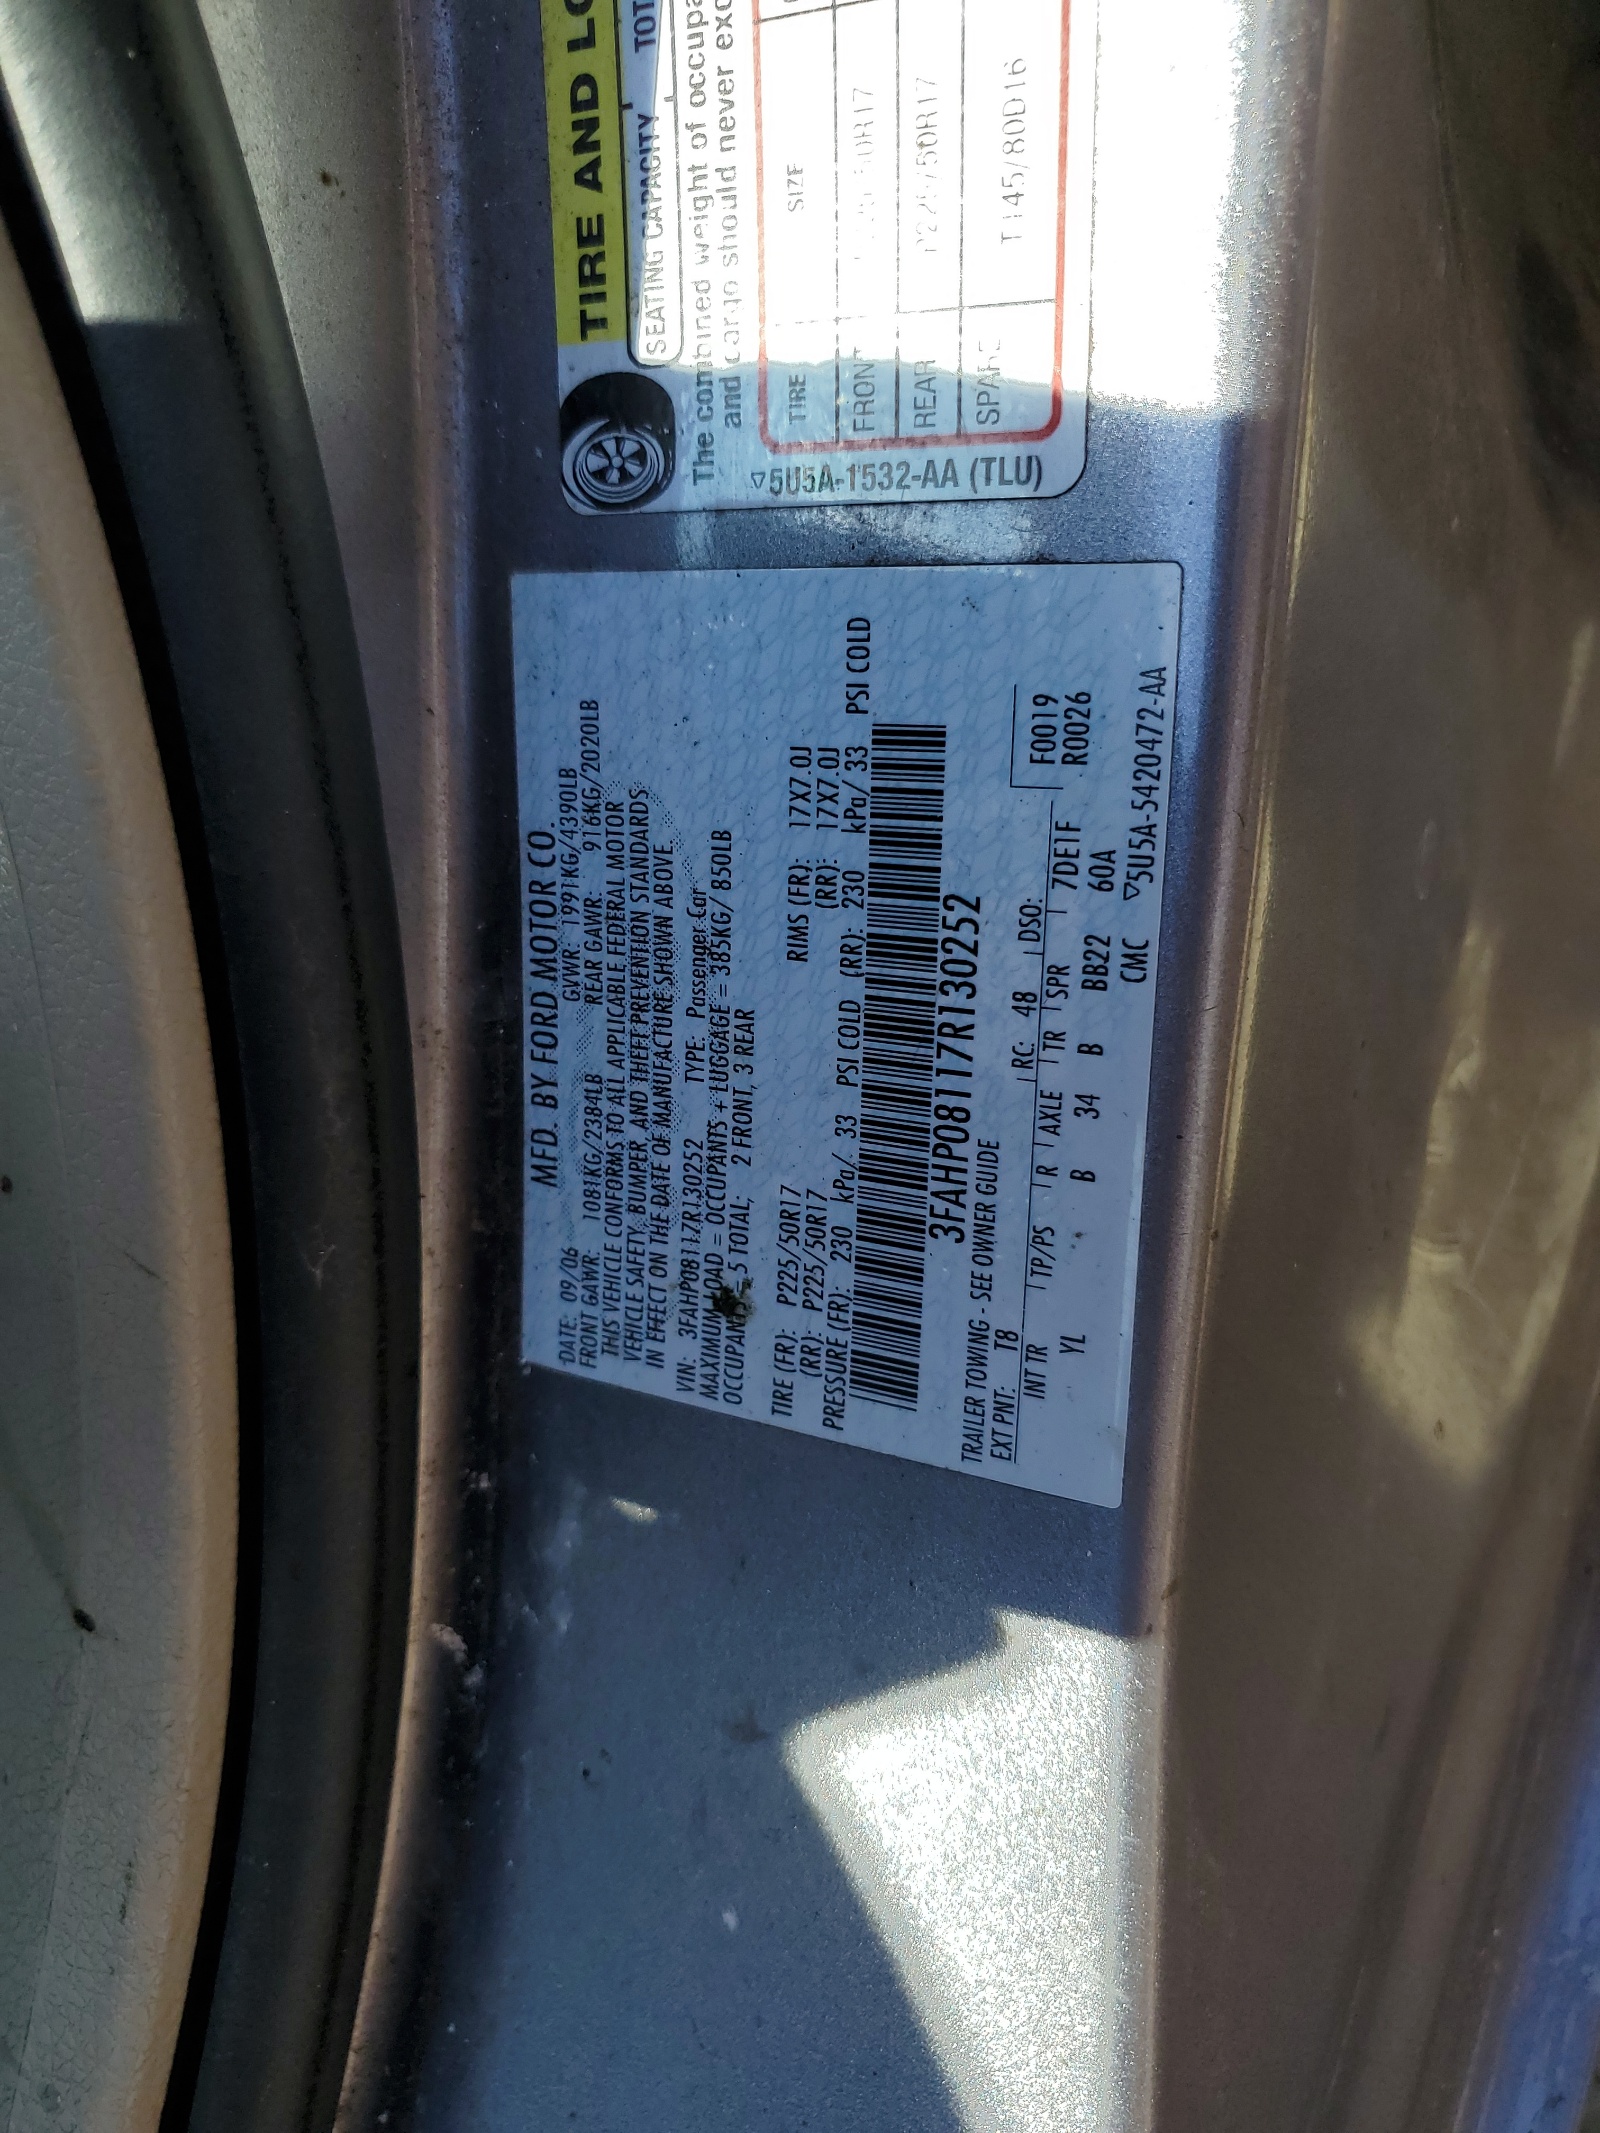 MFD. BY FORD MOTOR CO.
DATE: 09/06 GVWR: 1991KG/4390LB
FRONT GAWR: 1081KG/2384LB REAR GAWR: 916KG/2020LB
THIS VEHICLE CONFORMS TO ALL APPLICABLE FEDERAL MOTOR
VEHICLE SAFETY, BUMPER, AND THEFT PREVENTION STANDARDS
IN EFFECT ON THE DATE OF MANUFACTURE SHOWN ABOVE.
VIN: 3FAHP08117R130252 TYPE: Passenger Car
MAXIMUM LOAD = OCCUPANTS + LUGGAGE = 385KG/ 850LB
OCCUPANTS = 5 TOTAL, 2 FRONT, 3 REAR
TIRE (FR): P225/50R17 RIMS (FR): 17X7.0J
(RR): P225/50R17 (RR): 17X7.0J
PRESSURE (FR): 230 kPa/ 33 PSI COLD (RR): 230 kPa/ 33 PSI COLD
3FAHP08117R130252
TRAILER TOWING - SEE OWNER GUIDE
EXT PNT: T8 RC: 48 DSO: F0019
INT TR TP/PS R AXLE TR SPR 7DE1F R0026
YL B 34 B BB22 60A
CMC ▽5U5A-5420472-AA
TIRE AND
SEATING CAPACITY
The combined weight of
and cargo should never
TIRE SIZE
FRONT
REAR P225/50R17
SPARE T145/80D16
▽5U5A-1532-AA (TLU)